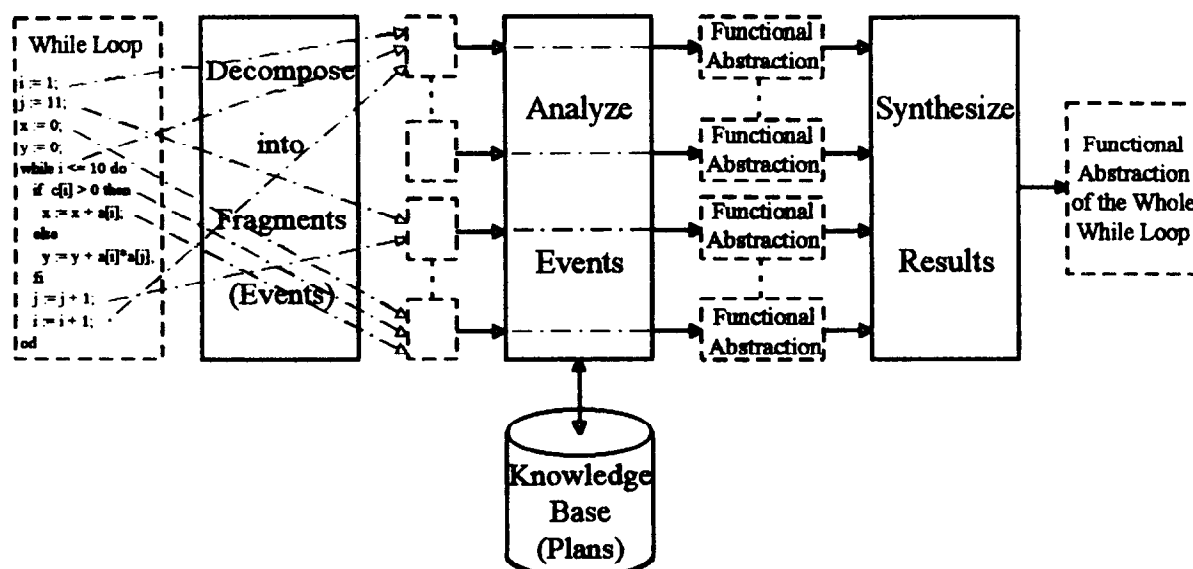 While Loop
i := 1;
j := 11;
x := 0;
y := 0;
while i <= 10 do
if c[i] > 0 then
x := x + a[i];
else
y := y + a[i]*a[j];
fi
j := j + 1;
i := i + 1;
od
Decompose
into
Fragments
(Events)
Analyze
Events
Knowledge
Base
(Plans)
Functional
Abstraction
Functional
Abstraction
Functional
Abstraction
Functional
Abstraction
Synthesize
Results
Functional
Abstraction
of the Whole
While Loop